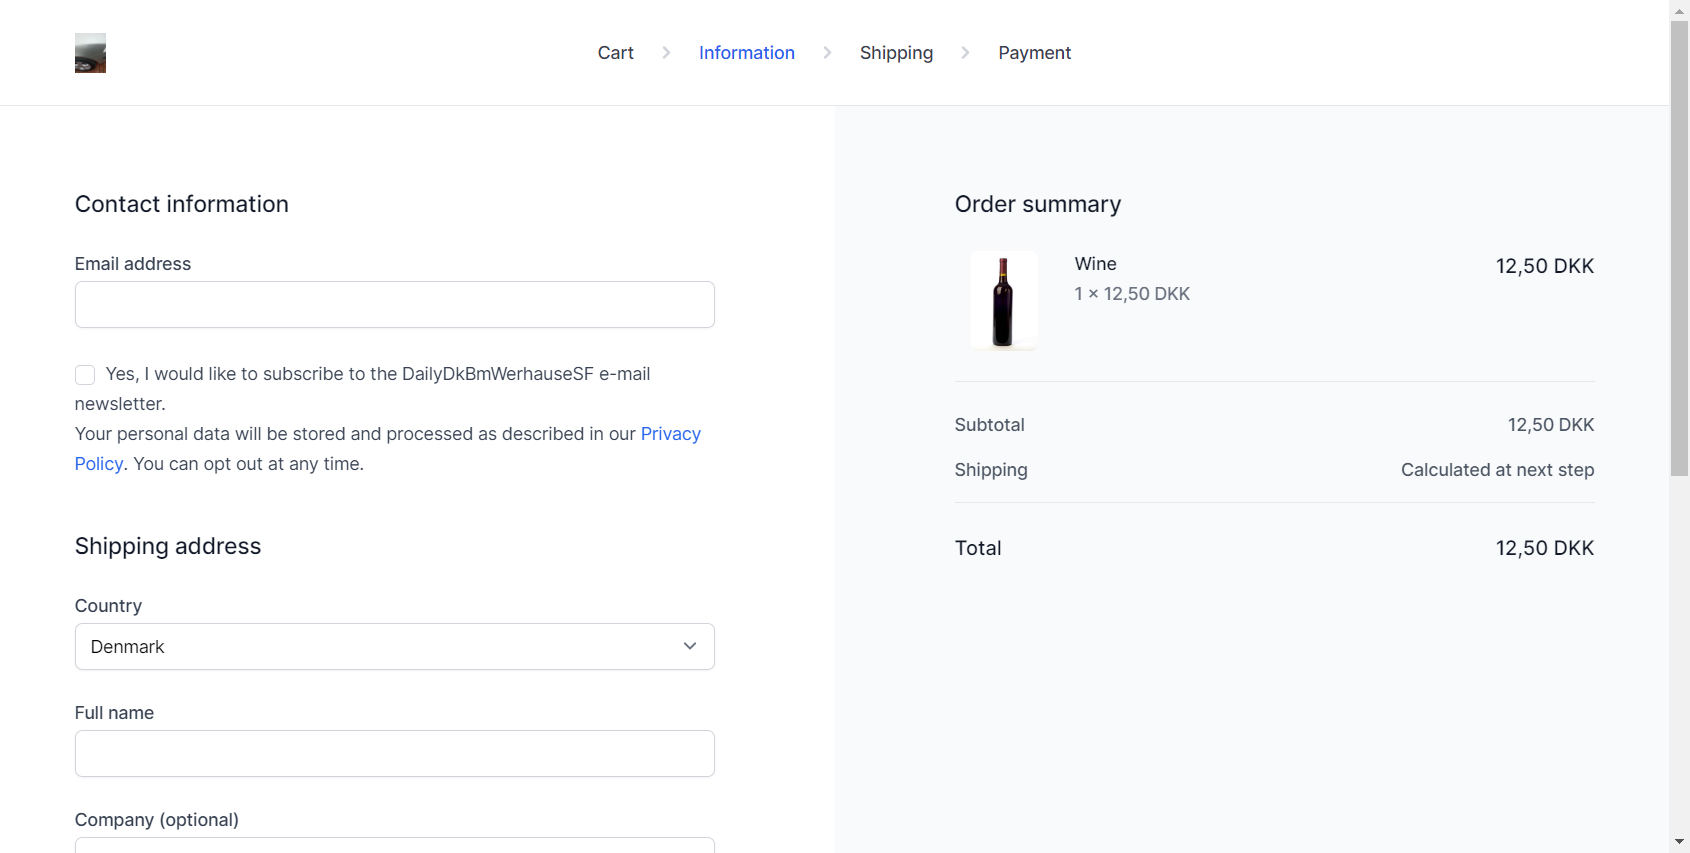 Cart
Information
Shipping
Payment
Contact information
Email address
Yes, I would like to subscribe to the DailyDkBmWerhauseSF e-mail
newsletter.
Your personal data will be stored and processed as described in our Privacy
Policy. You can opt out at any time.
Shipping address
Country
Denmark
Full name
Company (optional)
Order summary
Wine
12,50 DKK
1 × 12,50 DKK
Subtotal
12,50 DKK
Shipping
Calculated at next step
Total
12,50 DKK